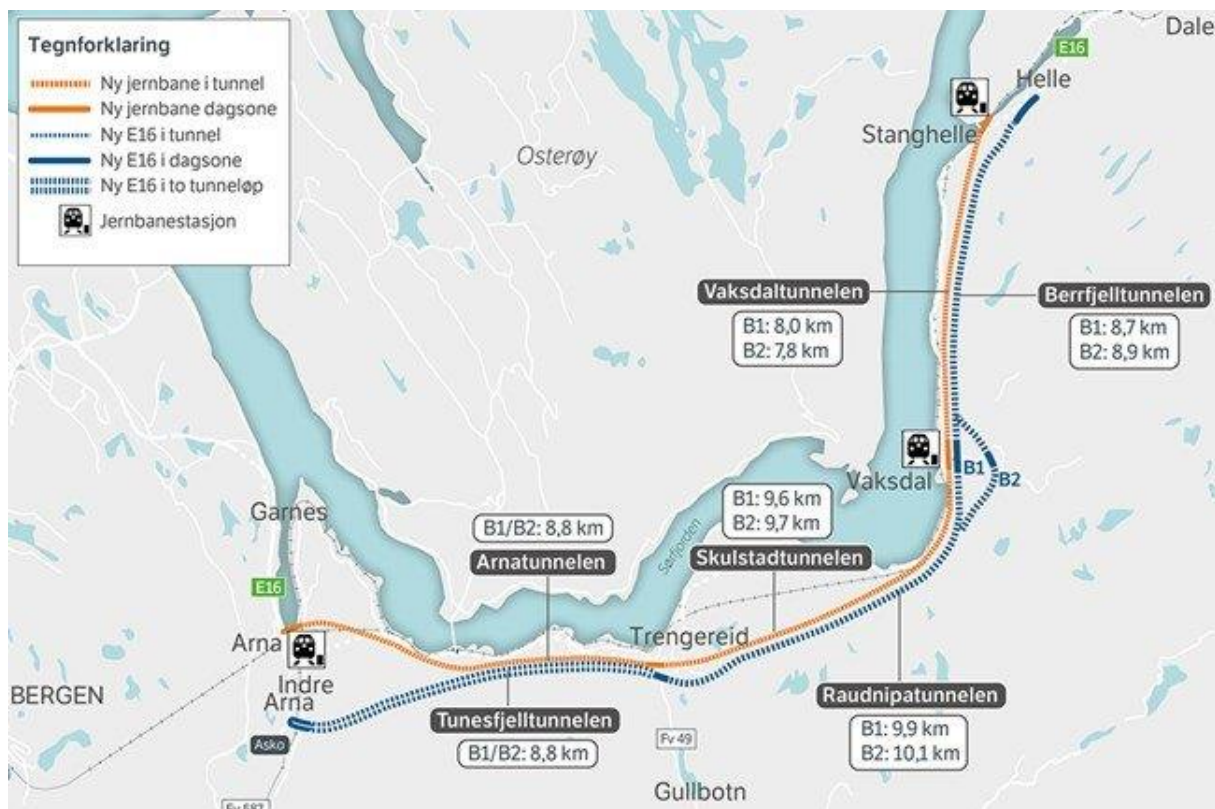 Tegnforklaring
Ny jernbane i tunnel
Ny jernbane dagsone
Ny E16 i tunnel
Ny E16 i dagsone
Ny E16 i to tunneløp
Jernbanestasjon
Dale
E16
Helle
Stanghelle
Osterøy
Vaksdaltunnelen
B1: 8,0 km
B2: 7,8 km
Berrfjelltunnelen
B1: 8,7 km
B2: 8,9 km
Vaksdal
B1
B2
Garnes
B1/B2: 8,8 km
Arnatunnelen
Sørfjorden
B1: 9,6 km
B2: 9,7 km
Skulstadtunnelen
E16
Arna
Trengereid
Indre
Arna
BERGEN
Raudnipatunnelen
B1: 9,9 km
B2: 10,1 km
Tunesfjelltunnelen
B1/B2: 8,8 km
Asko
Fv 49
Gullbotn
Fv 587